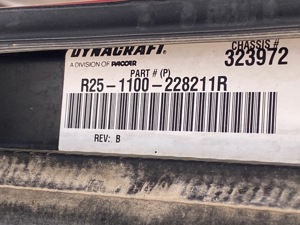 DYNACRAFT
A DIVISION OF PACCAR
CHASSIS #
323972
PART # (P)
R25-1100-228211R
REV: B